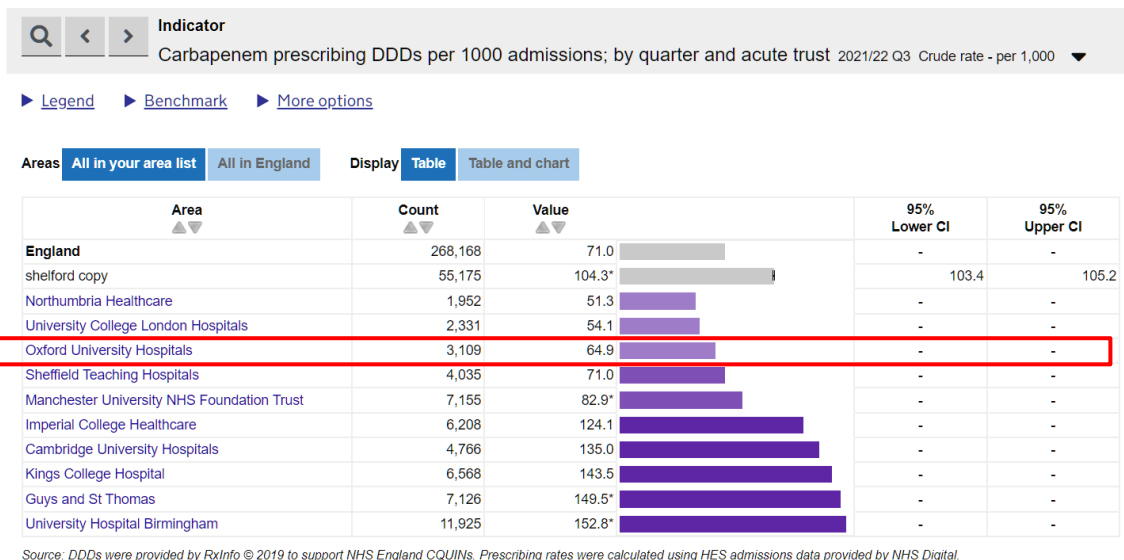 Indicator
Carbapenem prescribing DDDs per 1000 admissions; by quarter and acute trust 2021/22 Q3 Crude rate - per 1,000
Legend Benchmark More options
Areas All in your area list All in England Display Table Table and chart
Area Count Value 95% Lower CI 95% Upper CI
England 268,168 71.0 - -
shelford copy 55,175 104.3* 103.4 105.2
Northumbria Healthcare 1,952 51.3 - -
University College London Hospitals 2,331 54.1 - -
Oxford University Hospitals 3,109 64.9 - -
Sheffield Teaching Hospitals 4,035 71.0 - -
Manchester University NHS Foundation Trust 7,155 82.9* - -
Imperial College Healthcare 6,208 124.1 - -
Cambridge University Hospitals 4,766 135.0 - -
Kings College Hospital 6,568 143.5 - -
Guys and St Thomas 7,126 149.5* - -
University Hospital Birmingham 11,925 152.8* - -
Source: DDDs were provided by RxInfo © 2019 to support NHS England CQUINs. Prescribing rates were calculated using HES admissions data provided by NHS Digital.